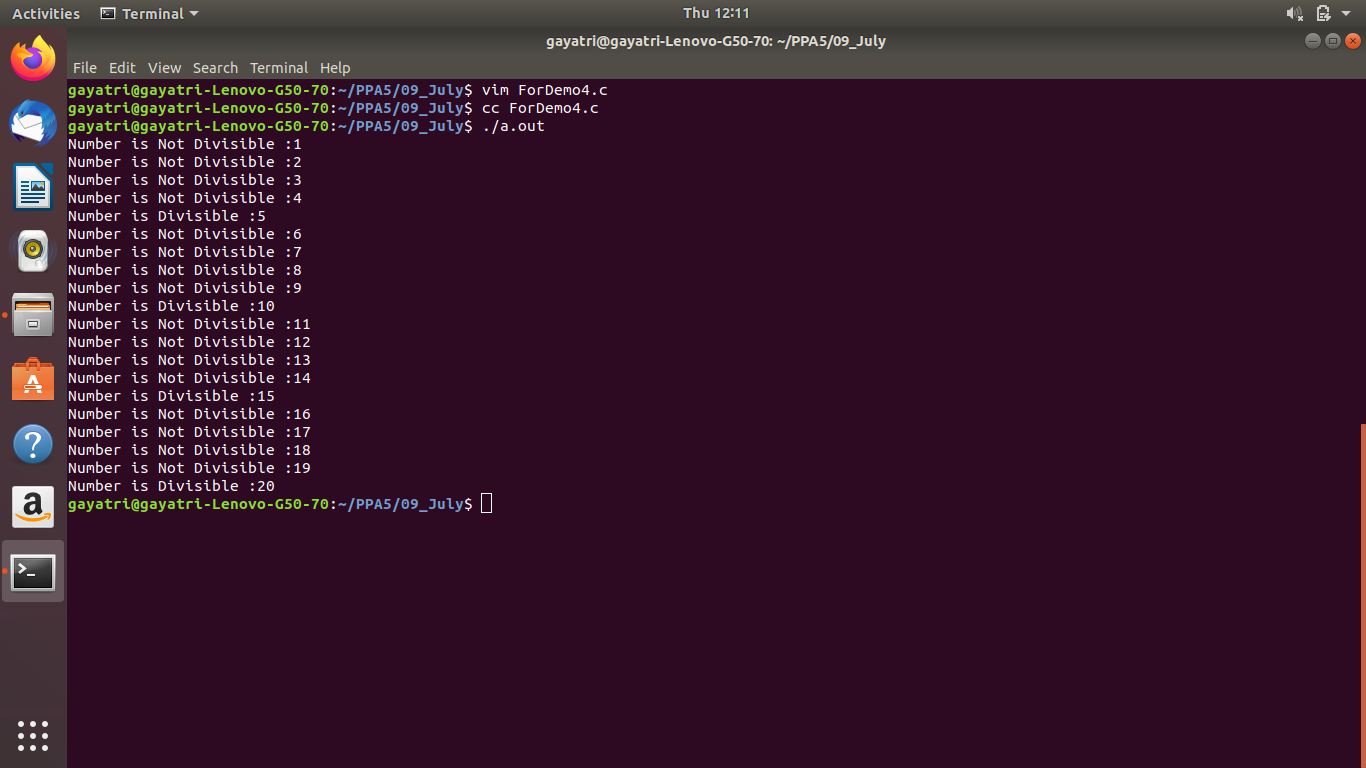 Activities Terminal Thu 12:11
gayatri@gayatri-Lenovo-G50-70: ~/PPA5/09_July
File Edit View Search Terminal Help
gayatri@gayatri-Lenovo-G50-70:~/PPA5/09_July$ vim ForDemo4.c
gayatri@gayatri-Lenovo-G50-70:~/PPA5/09_July$ cc ForDemo4.c
gayatri@gayatri-Lenovo-G50-70:~/PPA5/09_July$ ./a.out
Number is Not Divisible :1
Number is Not Divisible :2
Number is Not Divisible :3
Number is Not Divisible :4
Number is Divisible :5
Number is Not Divisible :6
Number is Not Divisible :7
Number is Not Divisible :8
Number is Not Divisible :9
Number is Divisible :10
Number is Not Divisible :11
Number is Not Divisible :12
Number is Not Divisible :13
Number is Not Divisible :14
Number is Divisible :15
Number is Not Divisible :16
Number is Not Divisible :17
Number is Not Divisible :18
Number is Not Divisible :19
Number is Divisible :20
gayatri@gayatri-Lenovo-G50-70:~/PPA5/09_July$